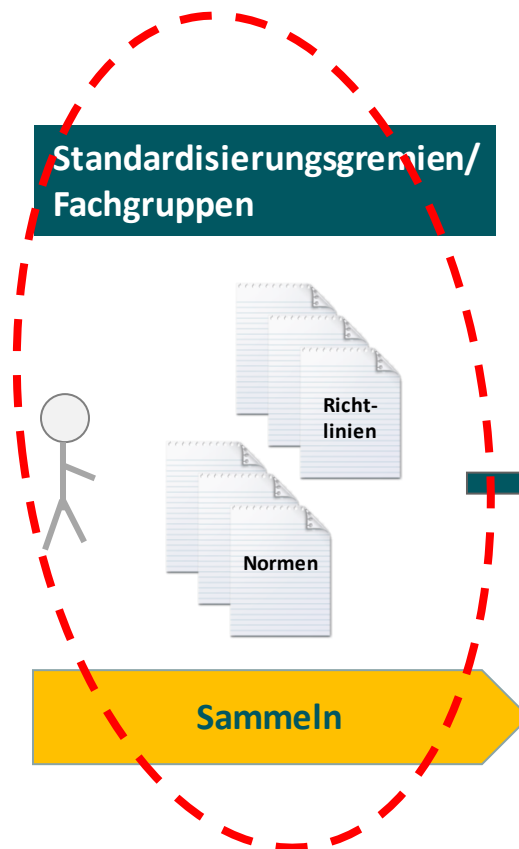 Standardisierungsgremien/
Fachgruppen
Richt-
linien
Normen
Sammeln